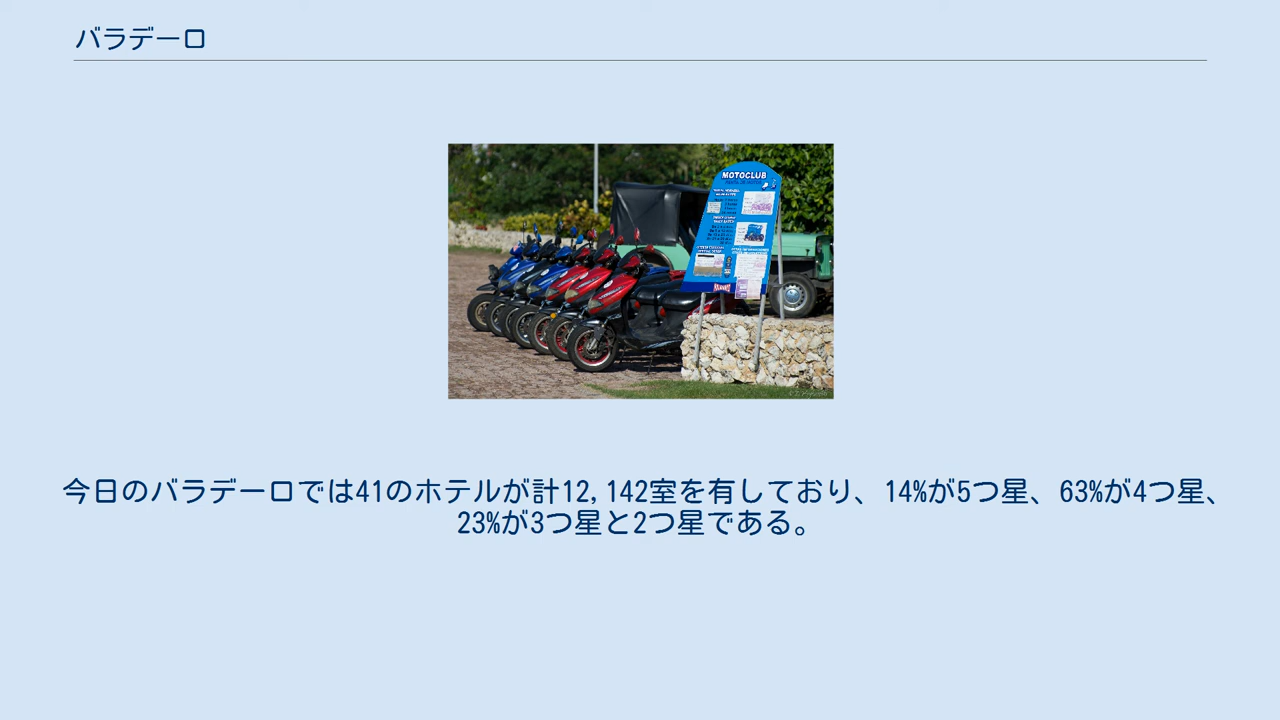 バラデーロ
MOTOCLUB
今日のバラデーロでは41のホテルが計12,142室を有しており、14%が5つ星、63%が4つ星、
23%が3つ星と2つ星である。